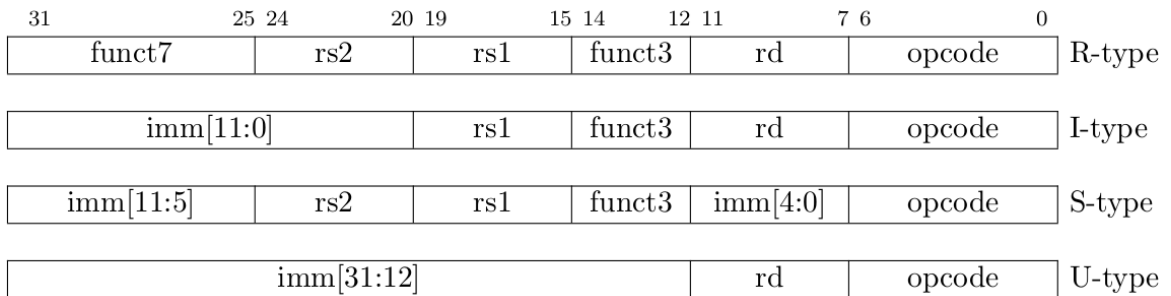 31 25 24 20 19 15 14 12 11 7 6 0
funct7 rs2 rs1 funct3 rd opcode R-type
imm[11:0] rs1 funct3 rd opcode I-type
imm[11:5] rs2 rs1 funct3 imm[4:0] opcode S-type
imm[31:12] rd opcode U-type